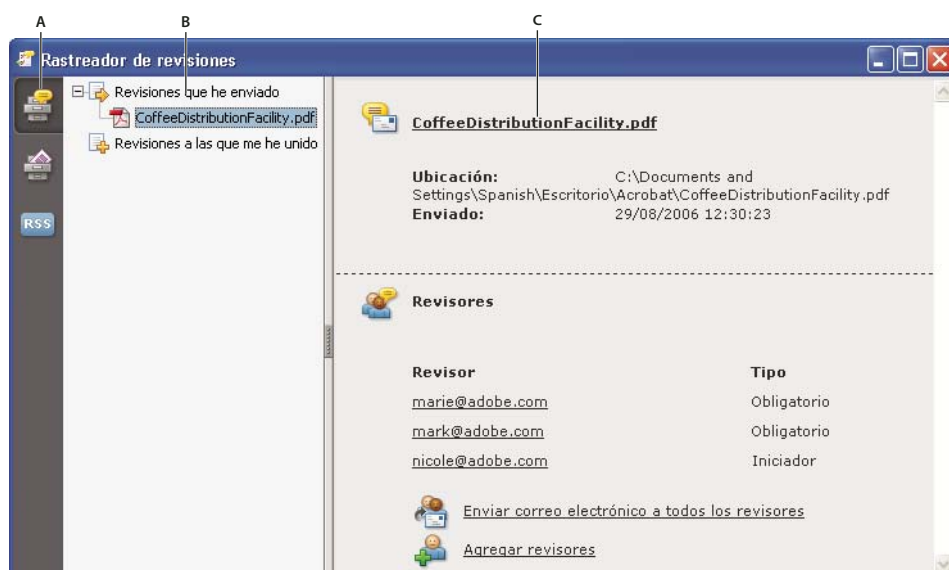 A B C
Rastreador de revisiones
Revisiones que he enviado
CoffeeDistributionFacility.pdf
Revisiones a las que me he unido
RSS
CoffeeDistributionFacility.pdf
Ubicación: C:\Documents and
Settings\Spanish\Escritorio\Acrobat\CoffeeDistributionFacility.pdf
Enviado: 29/08/2006 12:30:23
Revisores
Revisor Tipo
marie@adobe.com Obligatorio
mark@adobe.com Obligatorio
nicole@adobe.com Iniciador
Enviar correo electrónico a todos los revisores
Agregar revisores